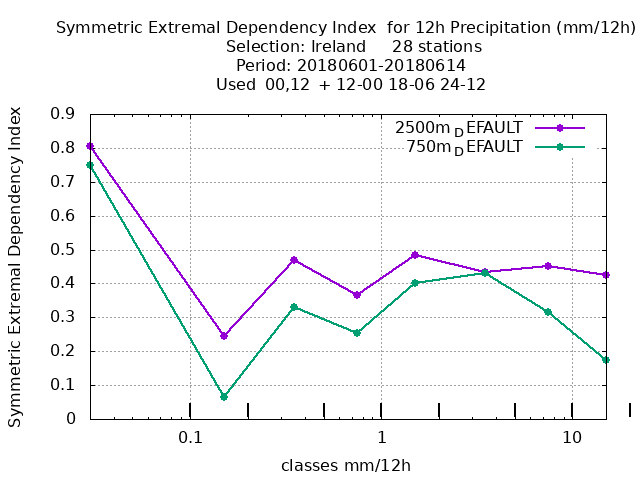 Symmetric Extremal Dependency Index  for 12h Precipitation (mm/12h)
Selection: Ireland     28 stations
Period: 20180601-20180614
Used  00,12  + 12-00 18-06 24-12
2500m_DEFAULT
750m_DEFAULT
Symmetric Extremal Dependency Index
0.9
0.8
0.7
0.6
0.5
0.4
0.3
0.2
0.1
0
0.1 1 10
classes mm/12h